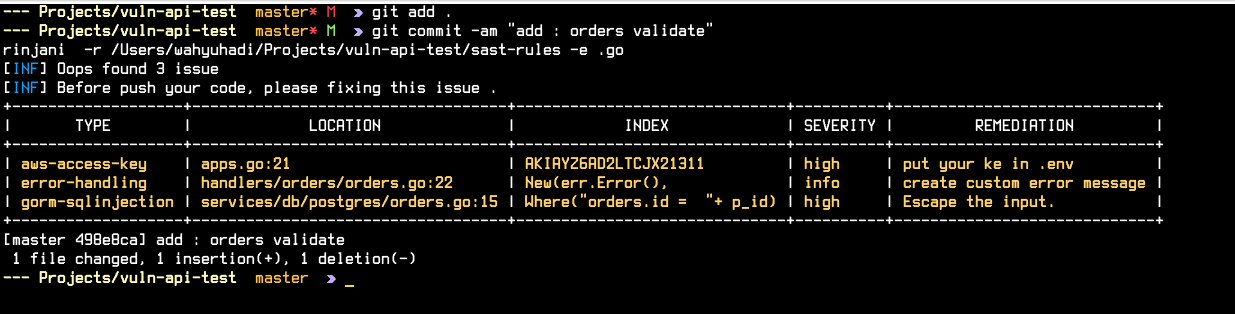 --- Projects/vuln-api-test master* M ❯ git add .
--- Projects/vuln-api-test master* M ❯ git commit -am "add : orders validate"
rinjani -r /Users/wahyuhadi/Projects/vuln-api-test/sast-rules -e .go
[INF] Oops found 3 issue
[INF] Before push your code, please fixing this issue .
| TYPE | LOCATION | INDEX | SEVERITY | REMEDIATION |
| aws-access-key | apps.go:21 | AKIAYZ6AD2LTCJX21311 | high | put your ke in .env |
| error-handling | handlers/orders/orders.go:22 | New(err.Error(), | info | create custom error message |
| gorm-sqlinjection | services/db/postgres/orders.go:15 | Where("orders.id =  "+ p_id) | high | Escape the input. |
[master 498e8ca] add : orders validate
 1 file changed, 1 insertion(+), 1 deletion(-)
--- Projects/vuln-api-test master ❯ _